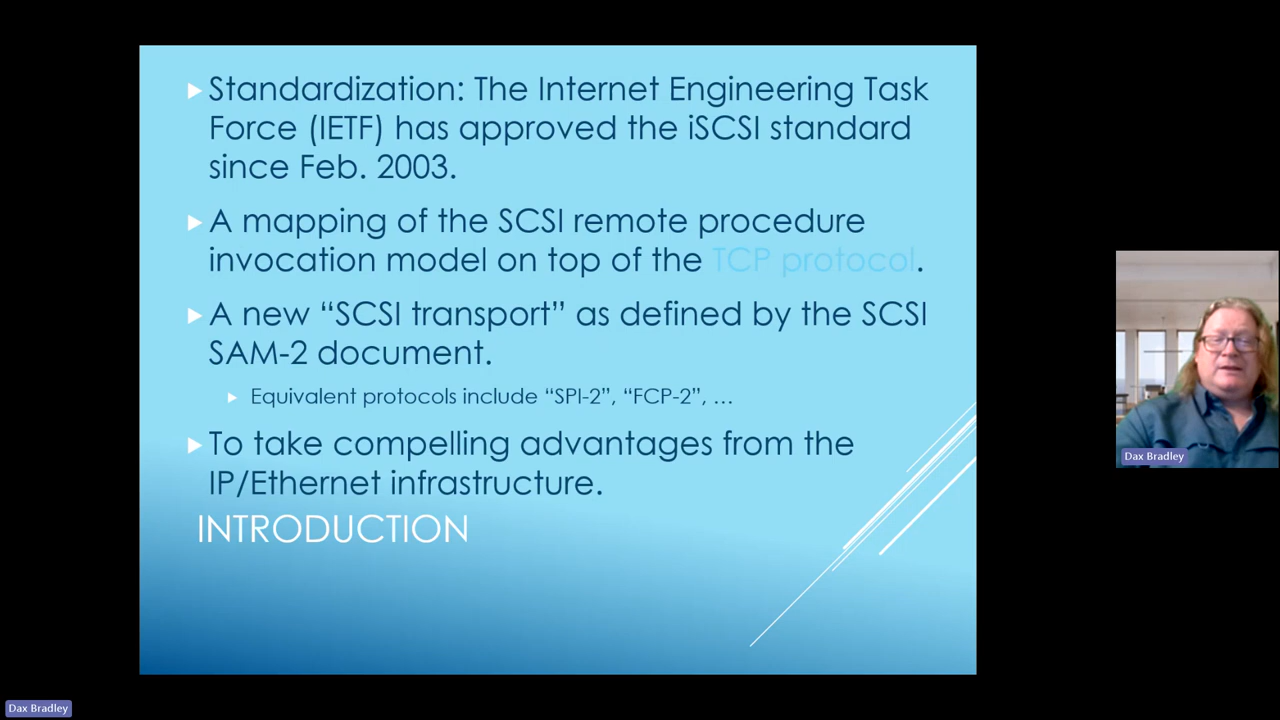 Standardization: The Internet Engineering Task
Force (IETF) has approved the iSCSI standard
since Feb. 2003.
A mapping of the SCSI remote procedure
invocation model on top of the TCP protocol.
A new “SCSI transport” as defined by the SCSI
SAM-2 document.
Equivalent protocols include “SPI-2”, “FCP-2”, …
To take compelling advantages from the
IP/Ethernet infrastructure.
INTRODUCTION
Dax Bradley
Dax Bradley